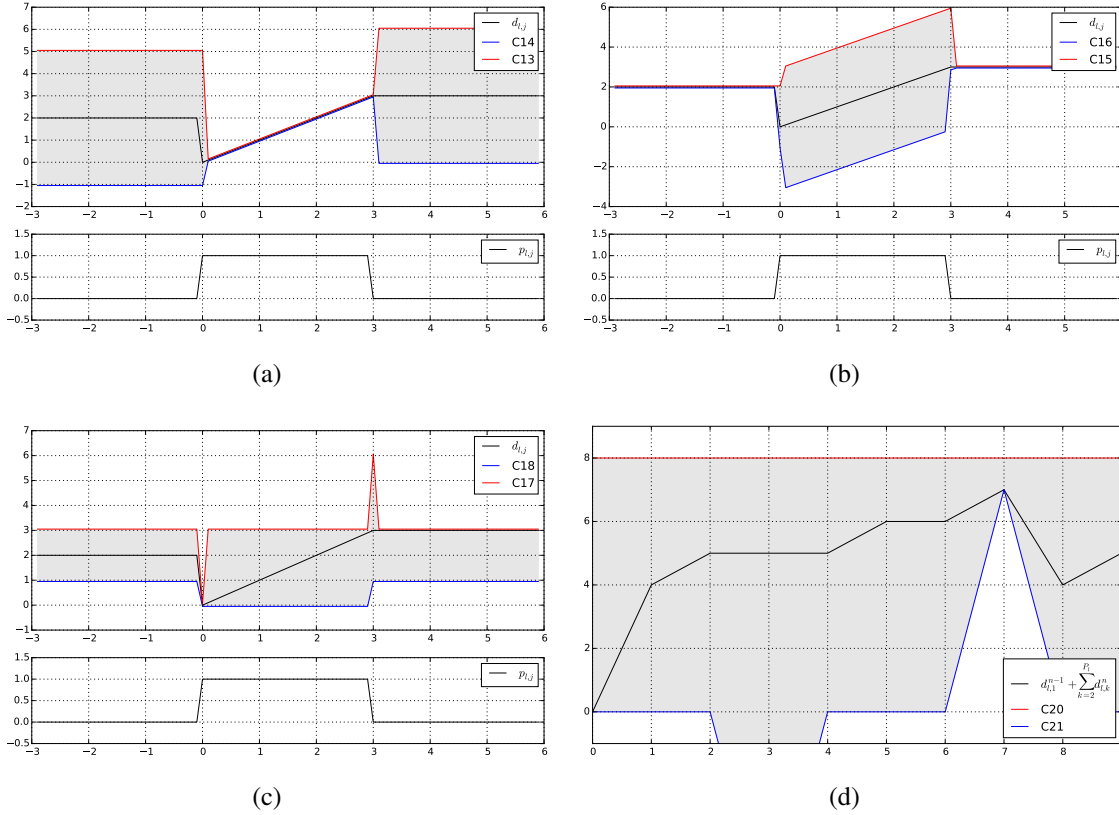 7
6
5
4
3
2
1
0
−1
−2
−3 −2 −1 0 1 2 3 4 5 6
d_{l,j}
C14
C13
1.5
1.0
0.5
0.0
−0.5
−3 −2 −1 0 1 2 3 4 5 6
p_{l,j}
(a)
6
4
2
0
−2
−4
−3 −2 −1 0 1 2 3 4 5
d_{l,j}
C16
C15
1.5
1.0
0.5
0.0
−0.5
−3 −2 −1 0 1 2 3 4 5
p_{l,j}
(b)
7
6
5
4
3
2
1
0
−1
−3 −2 −1 0 1 2 3 4 5 6
d_{l,j}
C18
C17
1.5
1.0
0.5
0.0
−0.5
−3 −2 −1 0 1 2 3 4 5 6
p_{l,j}
(c)
8
6
4
2
0
0 1 2 3 4 5 6 7 8
d_{l,1}^{n-1} + \sum_{k=2}^{P_l} d_{l,k}^{n}
C20
C21
(d)